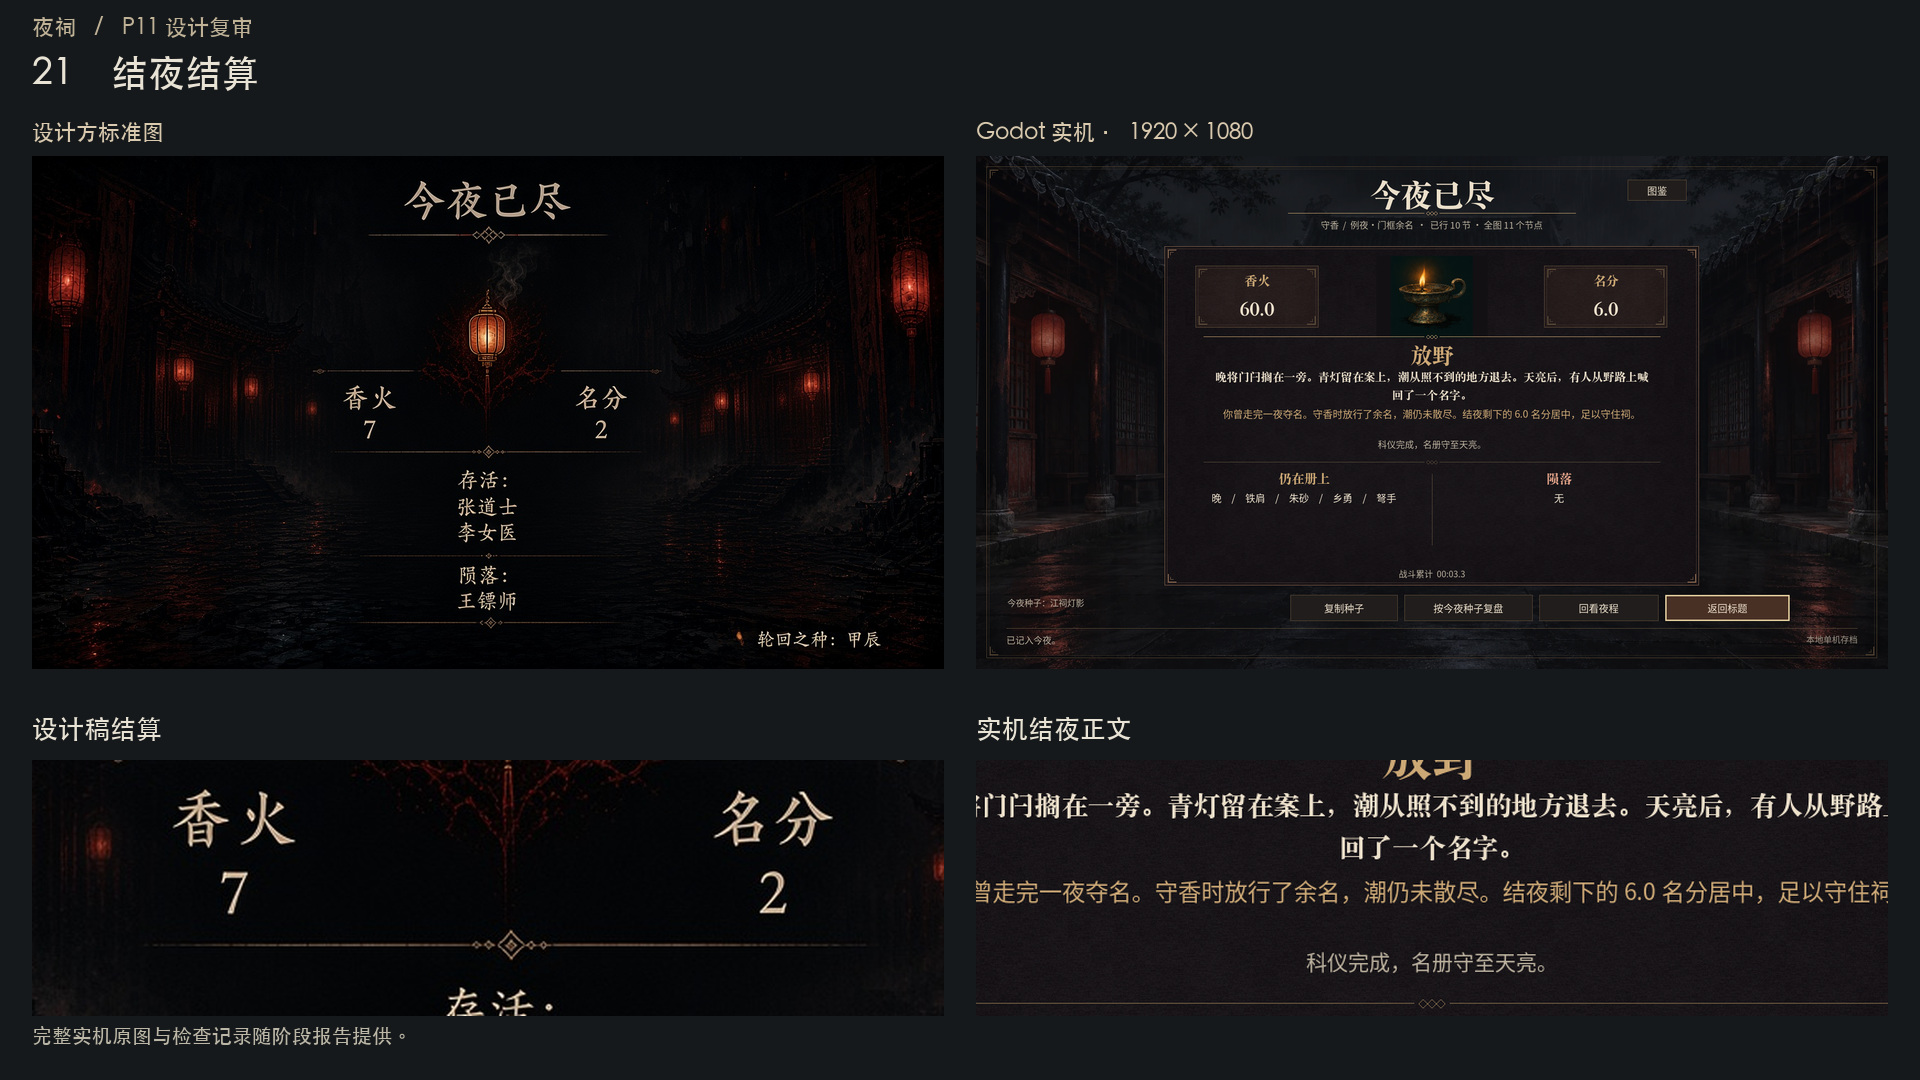 夜祠 / P11 设计复审
21 结夜结算
设计方标准图
今夜已尽
香火
7
名分
2
存活：
张道士
李女医
陨落：
王镖师
轮回之种：甲辰
Godot 实机 · 1920 × 1080
今夜已尽
图鉴
守香 / 例夜·门框余名 · 已行 10 节 · 全图 11 个节点
香火
60.0
名分
6.0
放野
晚将门闩搁在一旁。青灯留在案上，潮从照不到的地方退去。天亮后，有人从野路上喊
回了一个名字。
你曾走完一夜夺名。守香时放行了余名，潮仍未散尽。结夜剩下的 6.0 名分居中，足以守住祠。
科仪完成，名册守至天亮。
仍在册上
晚 / 铁肩 / 朱砂 / 乡勇 / 弩手
陨落
无
战斗累计 00:03.3
今夜种子：江祠灯影
复制种子
按今夜种子复盘
回看夜程
返回标题
已记入今夜。
本地单机存档
设计稿结算
香火
7
名分
2
存活：
实机结夜正文
放野
将门闩搁在一旁。青灯留在案上，潮从照不到的地方退去。天亮后，有人从野路上
回了一个名字。
曾走完一夜夺名。守香时放行了余名，潮仍未散尽。结夜剩下的 6.0 名分居中，足以守住祠
科仪完成，名册守至天亮。
完整实机原图与检查记录随阶段报告提供。